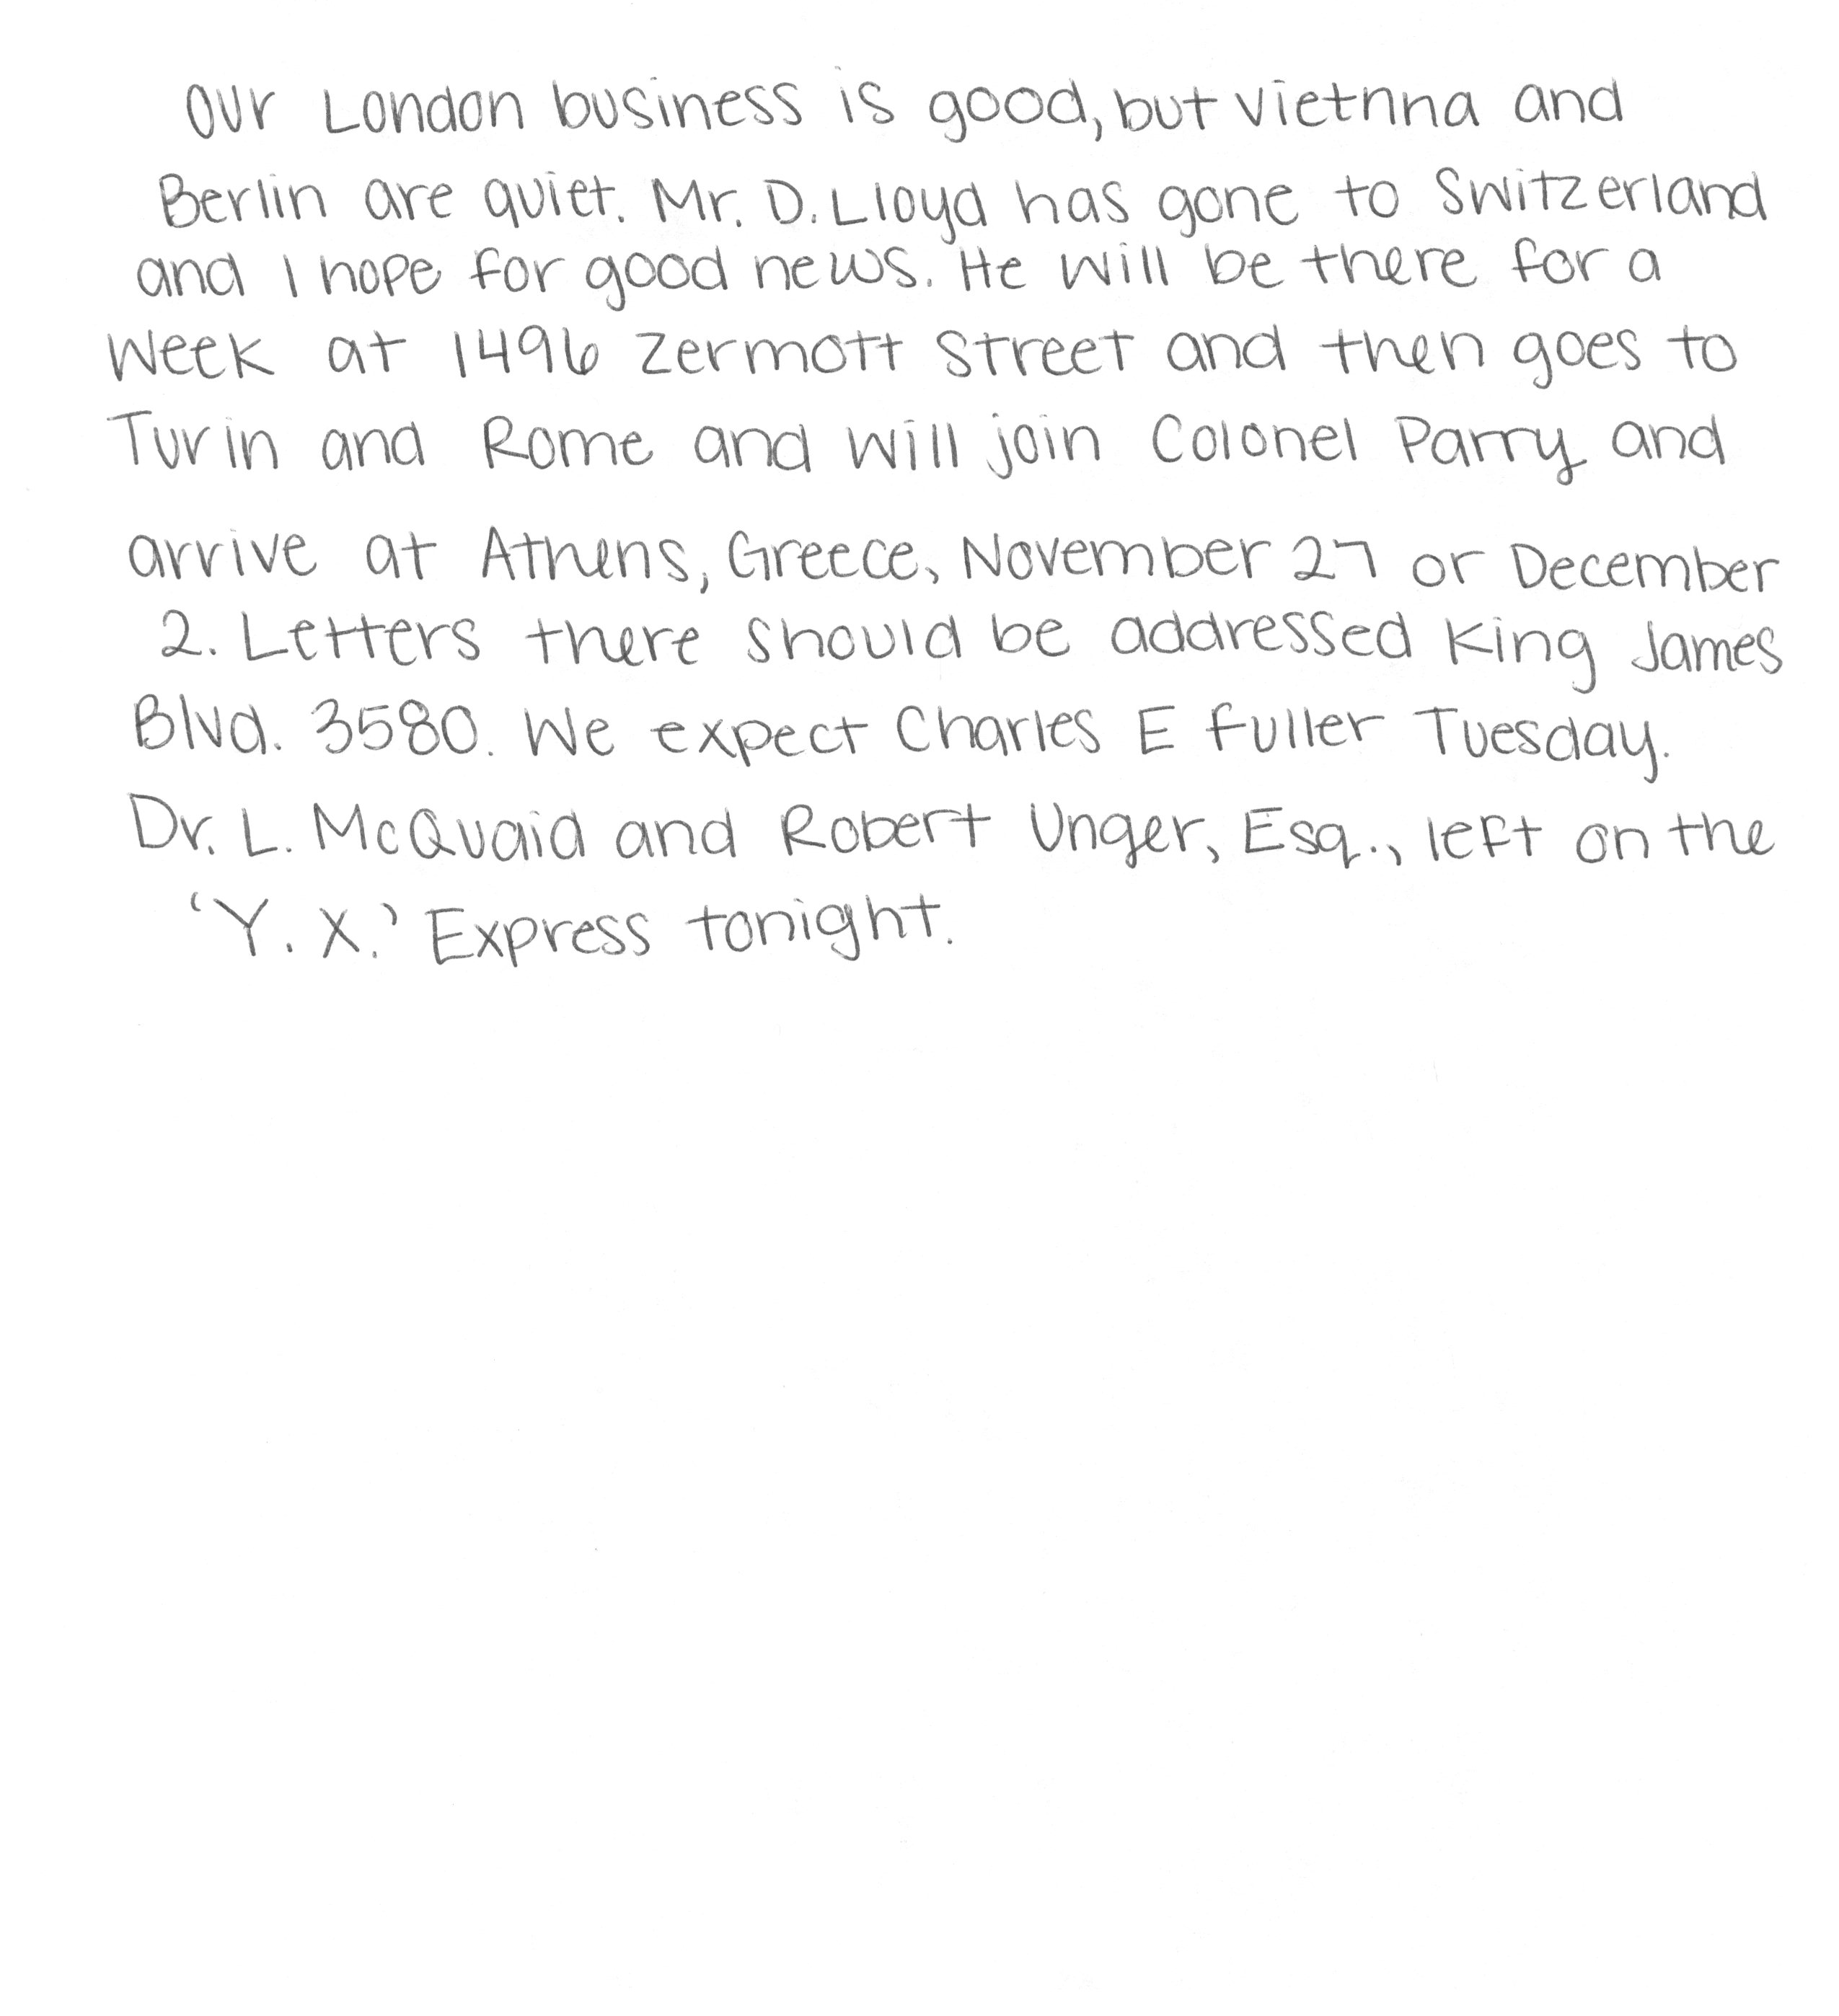 Our London business is good, but Vietnna and
Berlin are quiet. Mr. D. Lloyd has gone to Switzerland
and I hope for good news. He will be there for a
week at 1496 Zermott Street and then goes to
Turin and Rome and will join Colonel Parry and
arrive at Athens, Greece, November 27 or December
2. Letters there should be addressed King James
Blvd. 3580. We expect Charles E Fuller Tuesday.
Dr. L. McQuaid and Robert Unger, Esq., left on the
'Y. X.' Express tonight.